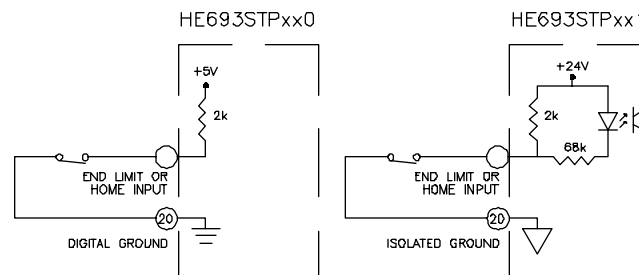 HE693STPxx0
+5V
2k
END LIMIT OR
HOME INPUT
20
DIGITAL GROUND
HE693STPxx
+24V
2k
68k
END LIMIT OR
HOME INPUT
20
ISOLATED GROUND